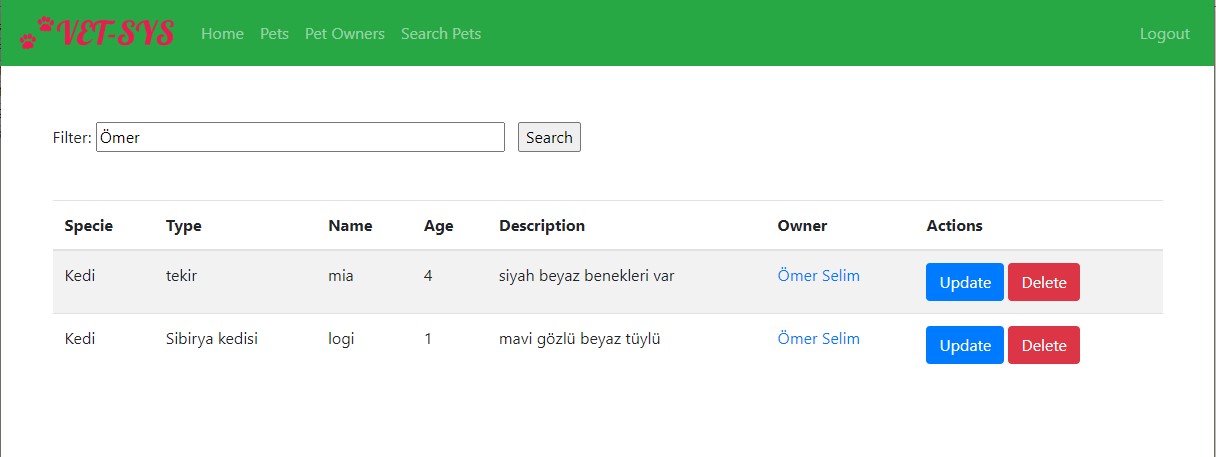 VET-SYS Home Pets Pet Owners Search Pets Logout
Filter: Ömer Search
Specie Type Name Age Description Owner Actions
Kedi tekir mia 4 siyah beyaz benekleri var Ömer Selim Update Delete
Kedi Sibirya kedisi logi 1 mavi gözlü beyaz tüylü Ömer Selim Update Delete